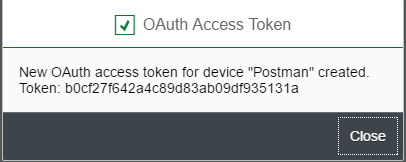 OAuth Access Token
New OAuth access token for device "Postman" created.
Token: b0cf27f642a4c89d83ab09df935131a
Close